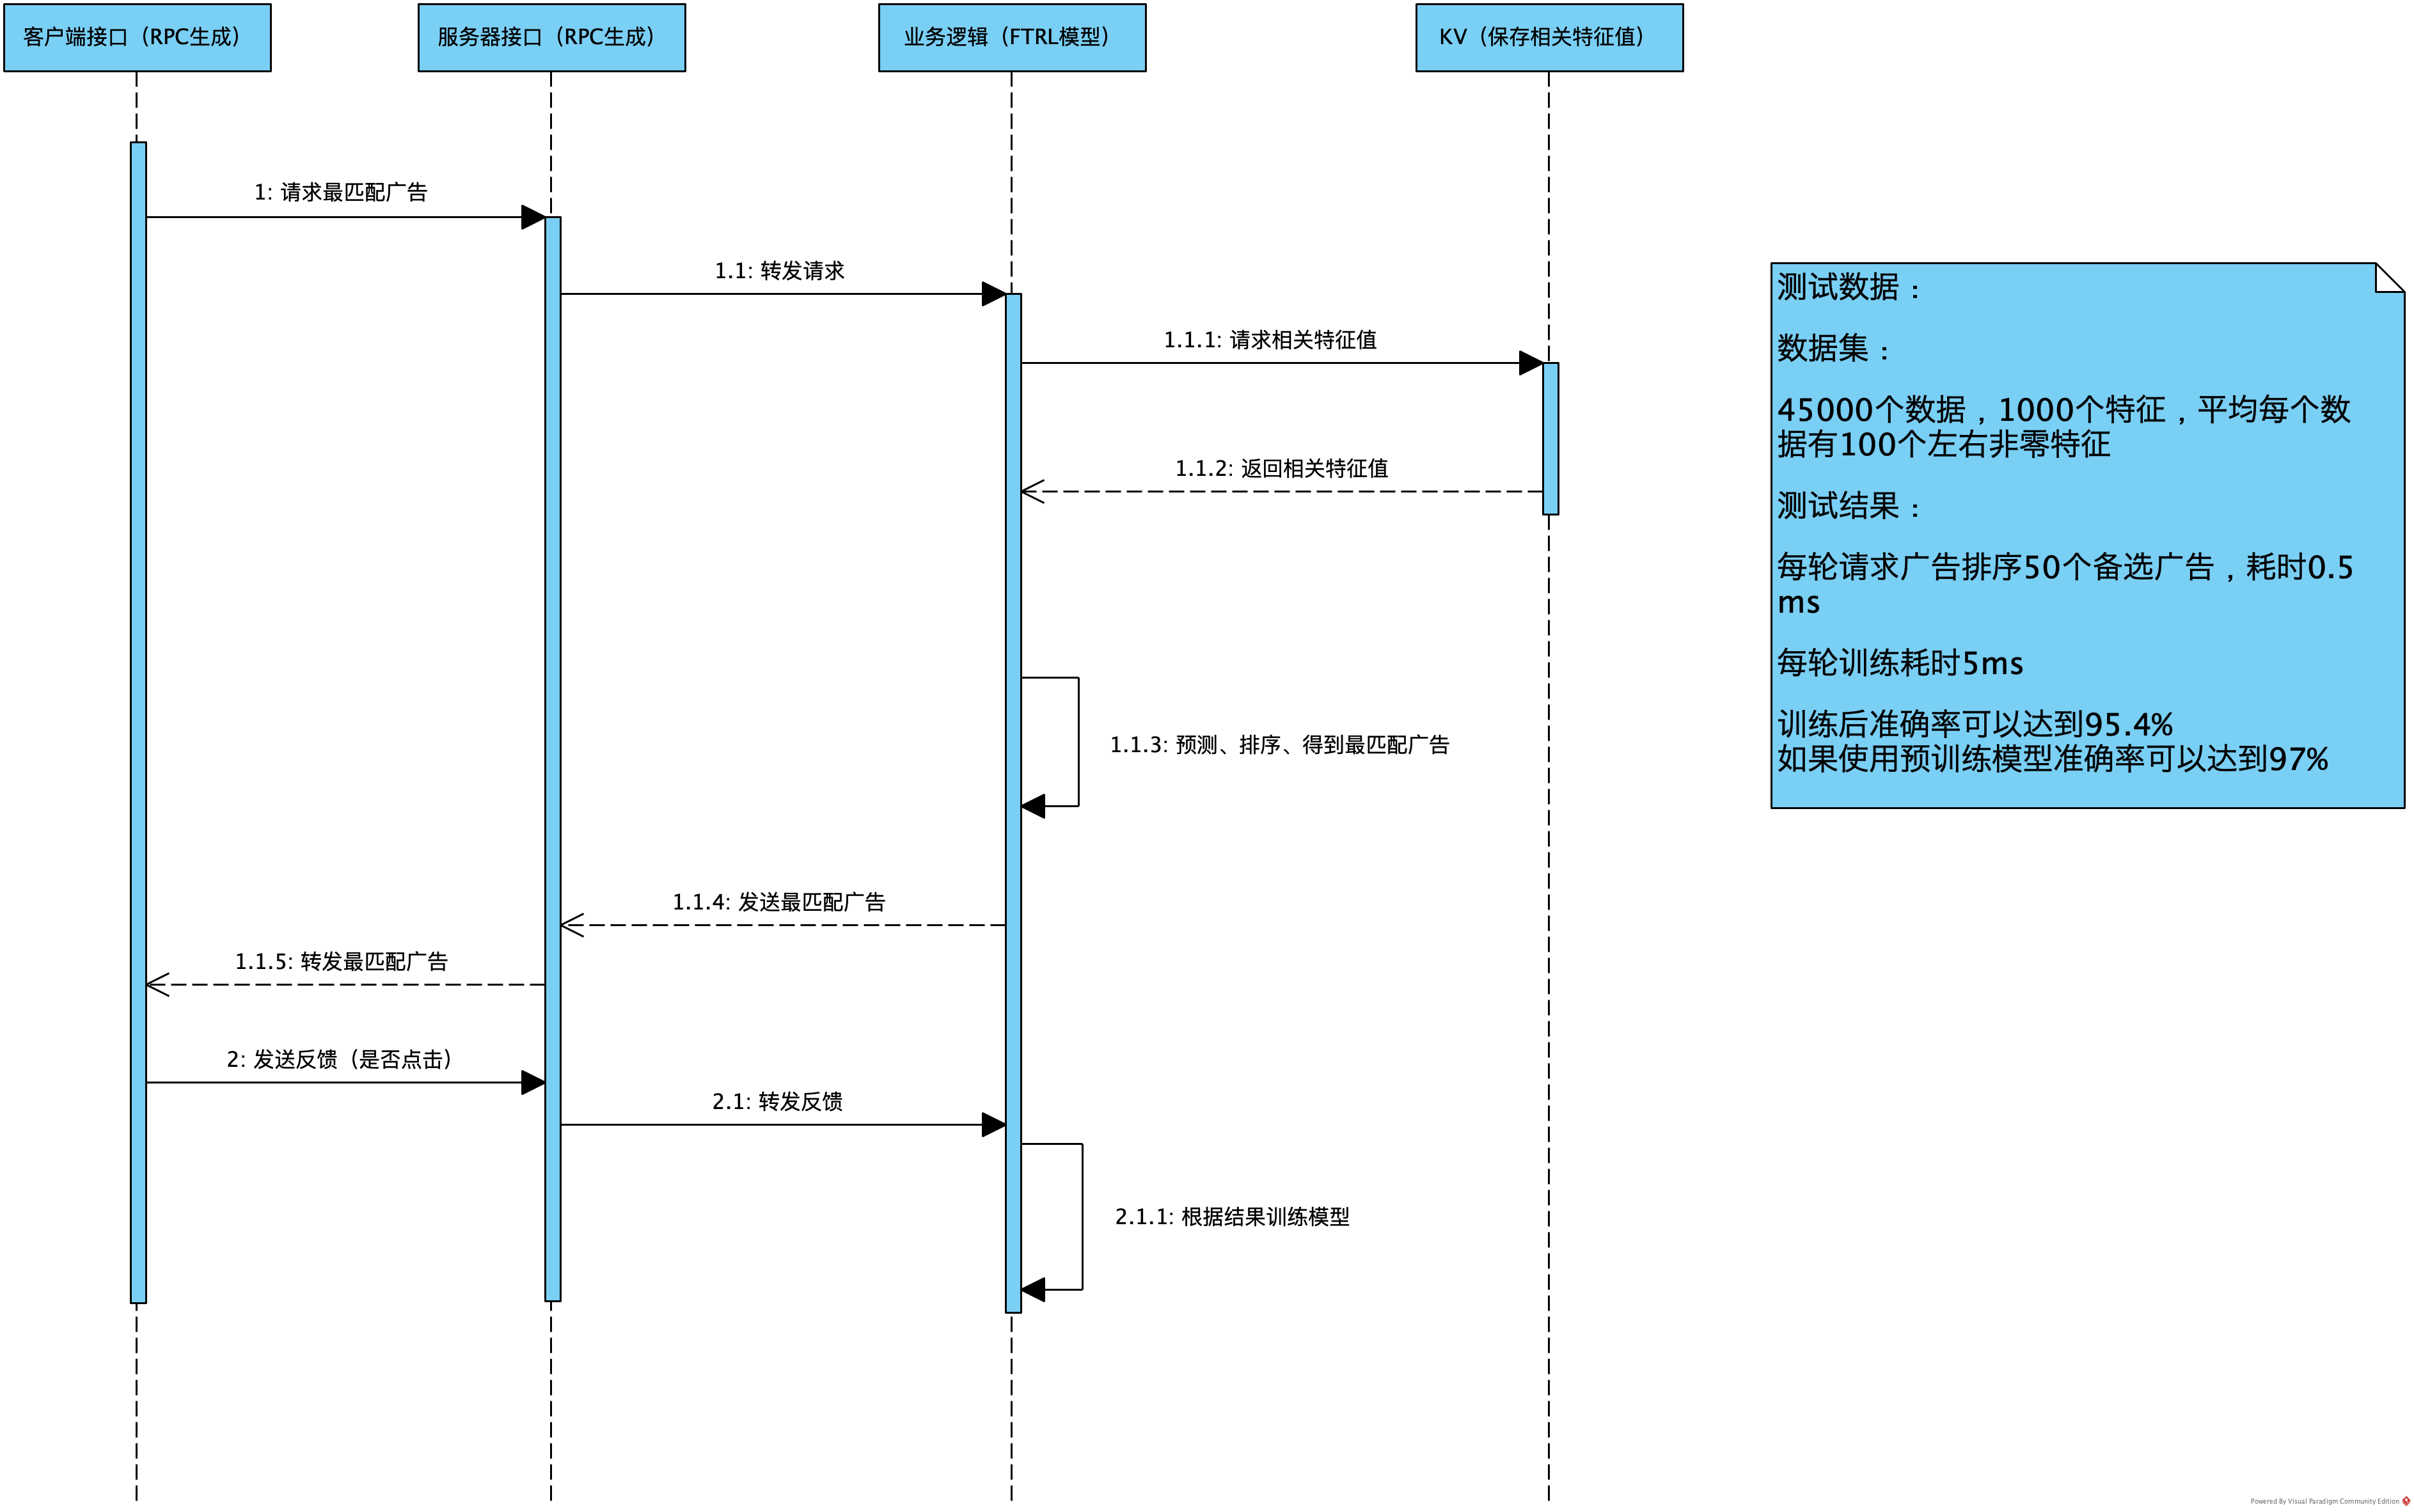 客户端接口（RPC生成）
服务器接口（RPC生成）
业务逻辑（FTRL模型）
KV（保存相关特征值）
1: 请求最匹配广告
1.1: 转发请求
1.1.1: 请求相关特征值
1.1.2: 返回相关特征值
1.1.3: 预测、排序、得到最匹配广告
1.1.4: 发送最匹配广告
1.1.5: 转发最匹配广告
2: 发送反馈（是否点击）
2.1: 转发反馈
2.1.1: 根据结果训练模型
测试数据：
数据集：
45000个数据，1000个特征，平均每个数
据有100个左右非零特征
测试结果：
每轮请求广告排序50个备选广告，耗时0.5
ms
每轮训练耗时5ms
训练后准确率可以达到95.4%
如果使用预训练模型准确率可以达到97%
Powered By Visual Paradigm Community Edition